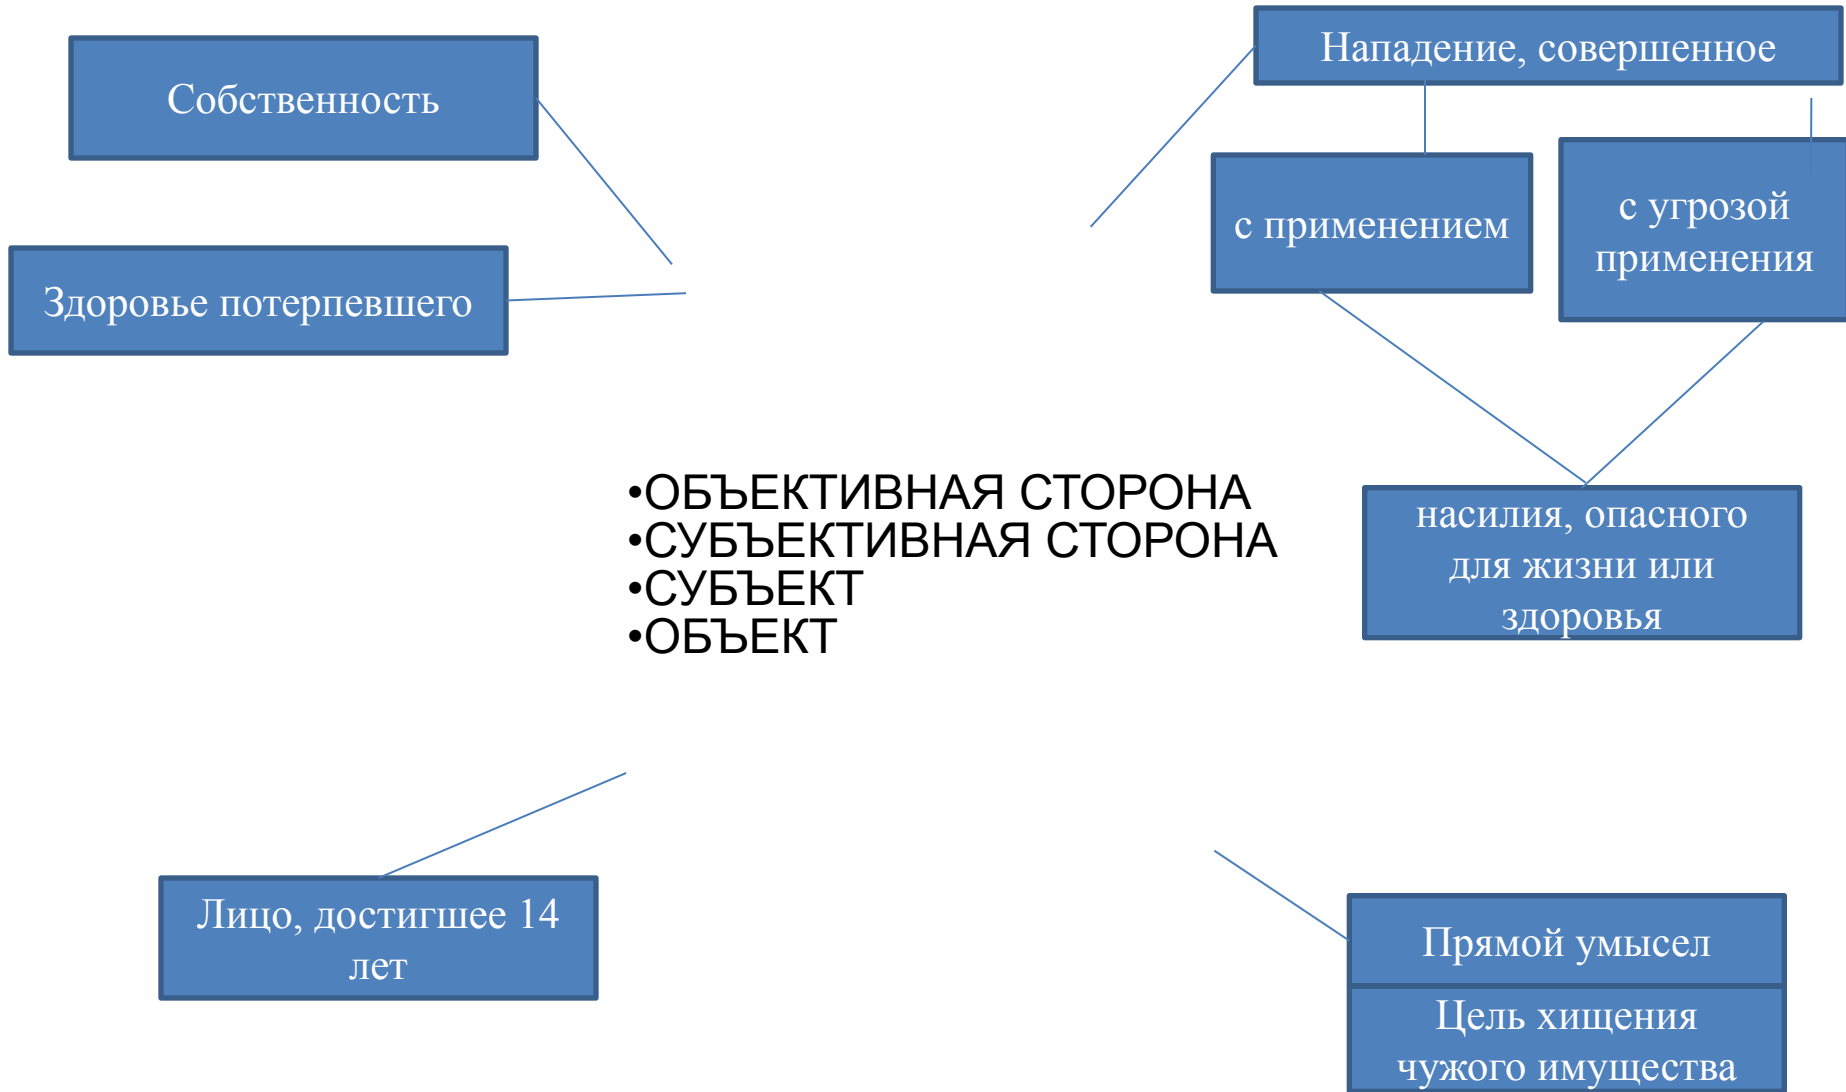 Собственность
Здоровье потерпевшего
Нападение, совершенное
с применением
с угрозой
применения
насилия, опасного
для жизни или
здоровья
•ОБЪЕКТИВНАЯ СТОРОНА
•СУБЪЕКТИВНАЯ СТОРОНА
•СУБЪЕКТ
•ОБЪЕКТ
Лицо, достигшее 14
лет
Прямой умысел
Цель хищения
чужого имущества